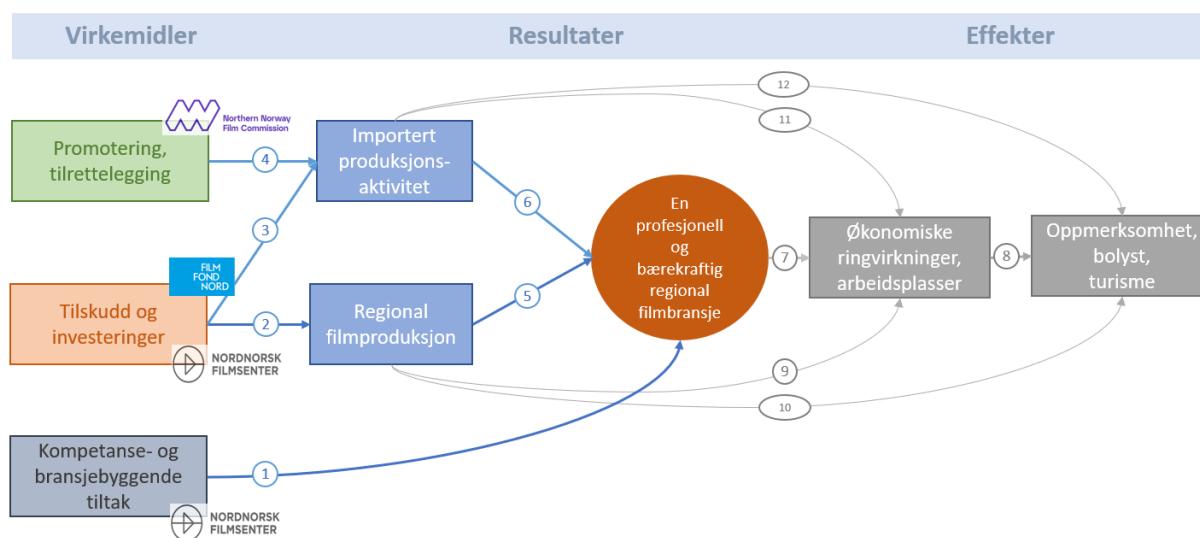 Virkemidler
Resultater
Effekter
Northern Norway
Film Commission
Promotering,
tilrettelegging
4
Importert
produksjons-
aktivitet
12
11
3
6
FILM
FOND
NORD
Tilskudd og
investeringer
NORDNORSK
FILMSENTER
2
Regional
filmproduksjon
5
En
profesjonell
og
bærekraftig
regional
filmbransje
7
Økonomiske
ringvirkninger,
arbeidsplasser
8
Oppmerksomhet,
bolyst,
turisme
9
10
Kompetanse- og
bransjebyggende
tiltak
1
NORDNORSK
FILMSENTER